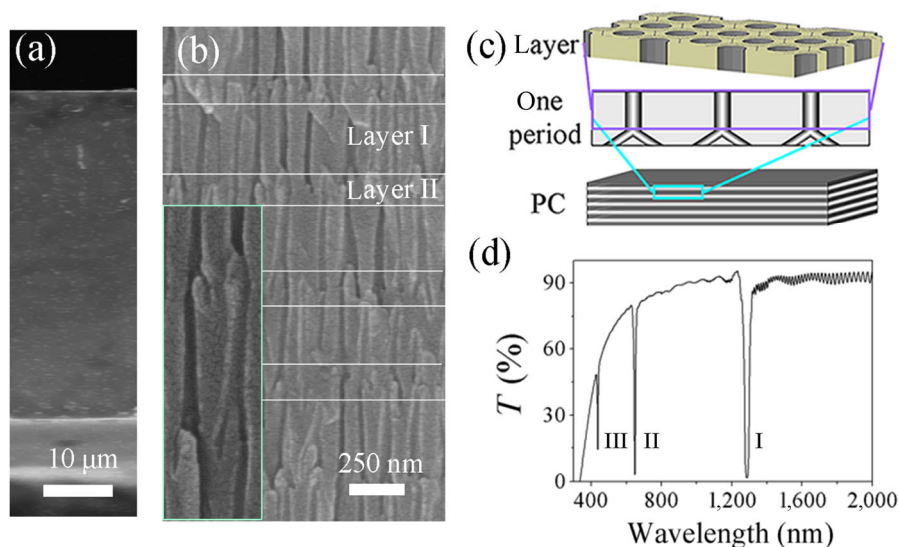 (a)
10 μm
(b)
Layer I
Layer II
250 nm
(c)
Layer
One
period
PC
(d)
T (%)
90
60
30
0
III
II
I
400
800
1,200
1,600
2,000
Wavelength (nm)